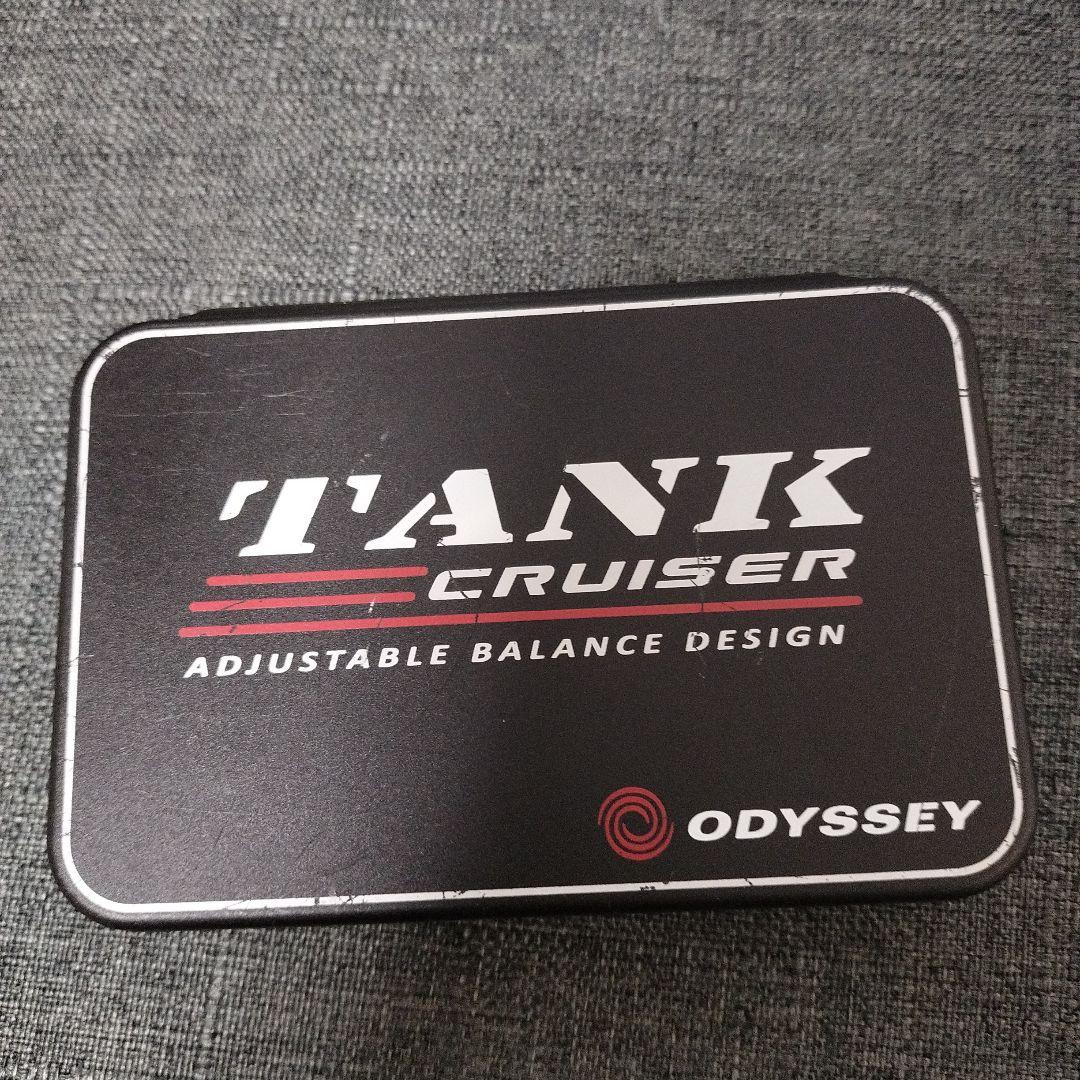 TANK
CRUISER
ADJUSTABLE BALANCE DESIGN
ODYSSEY